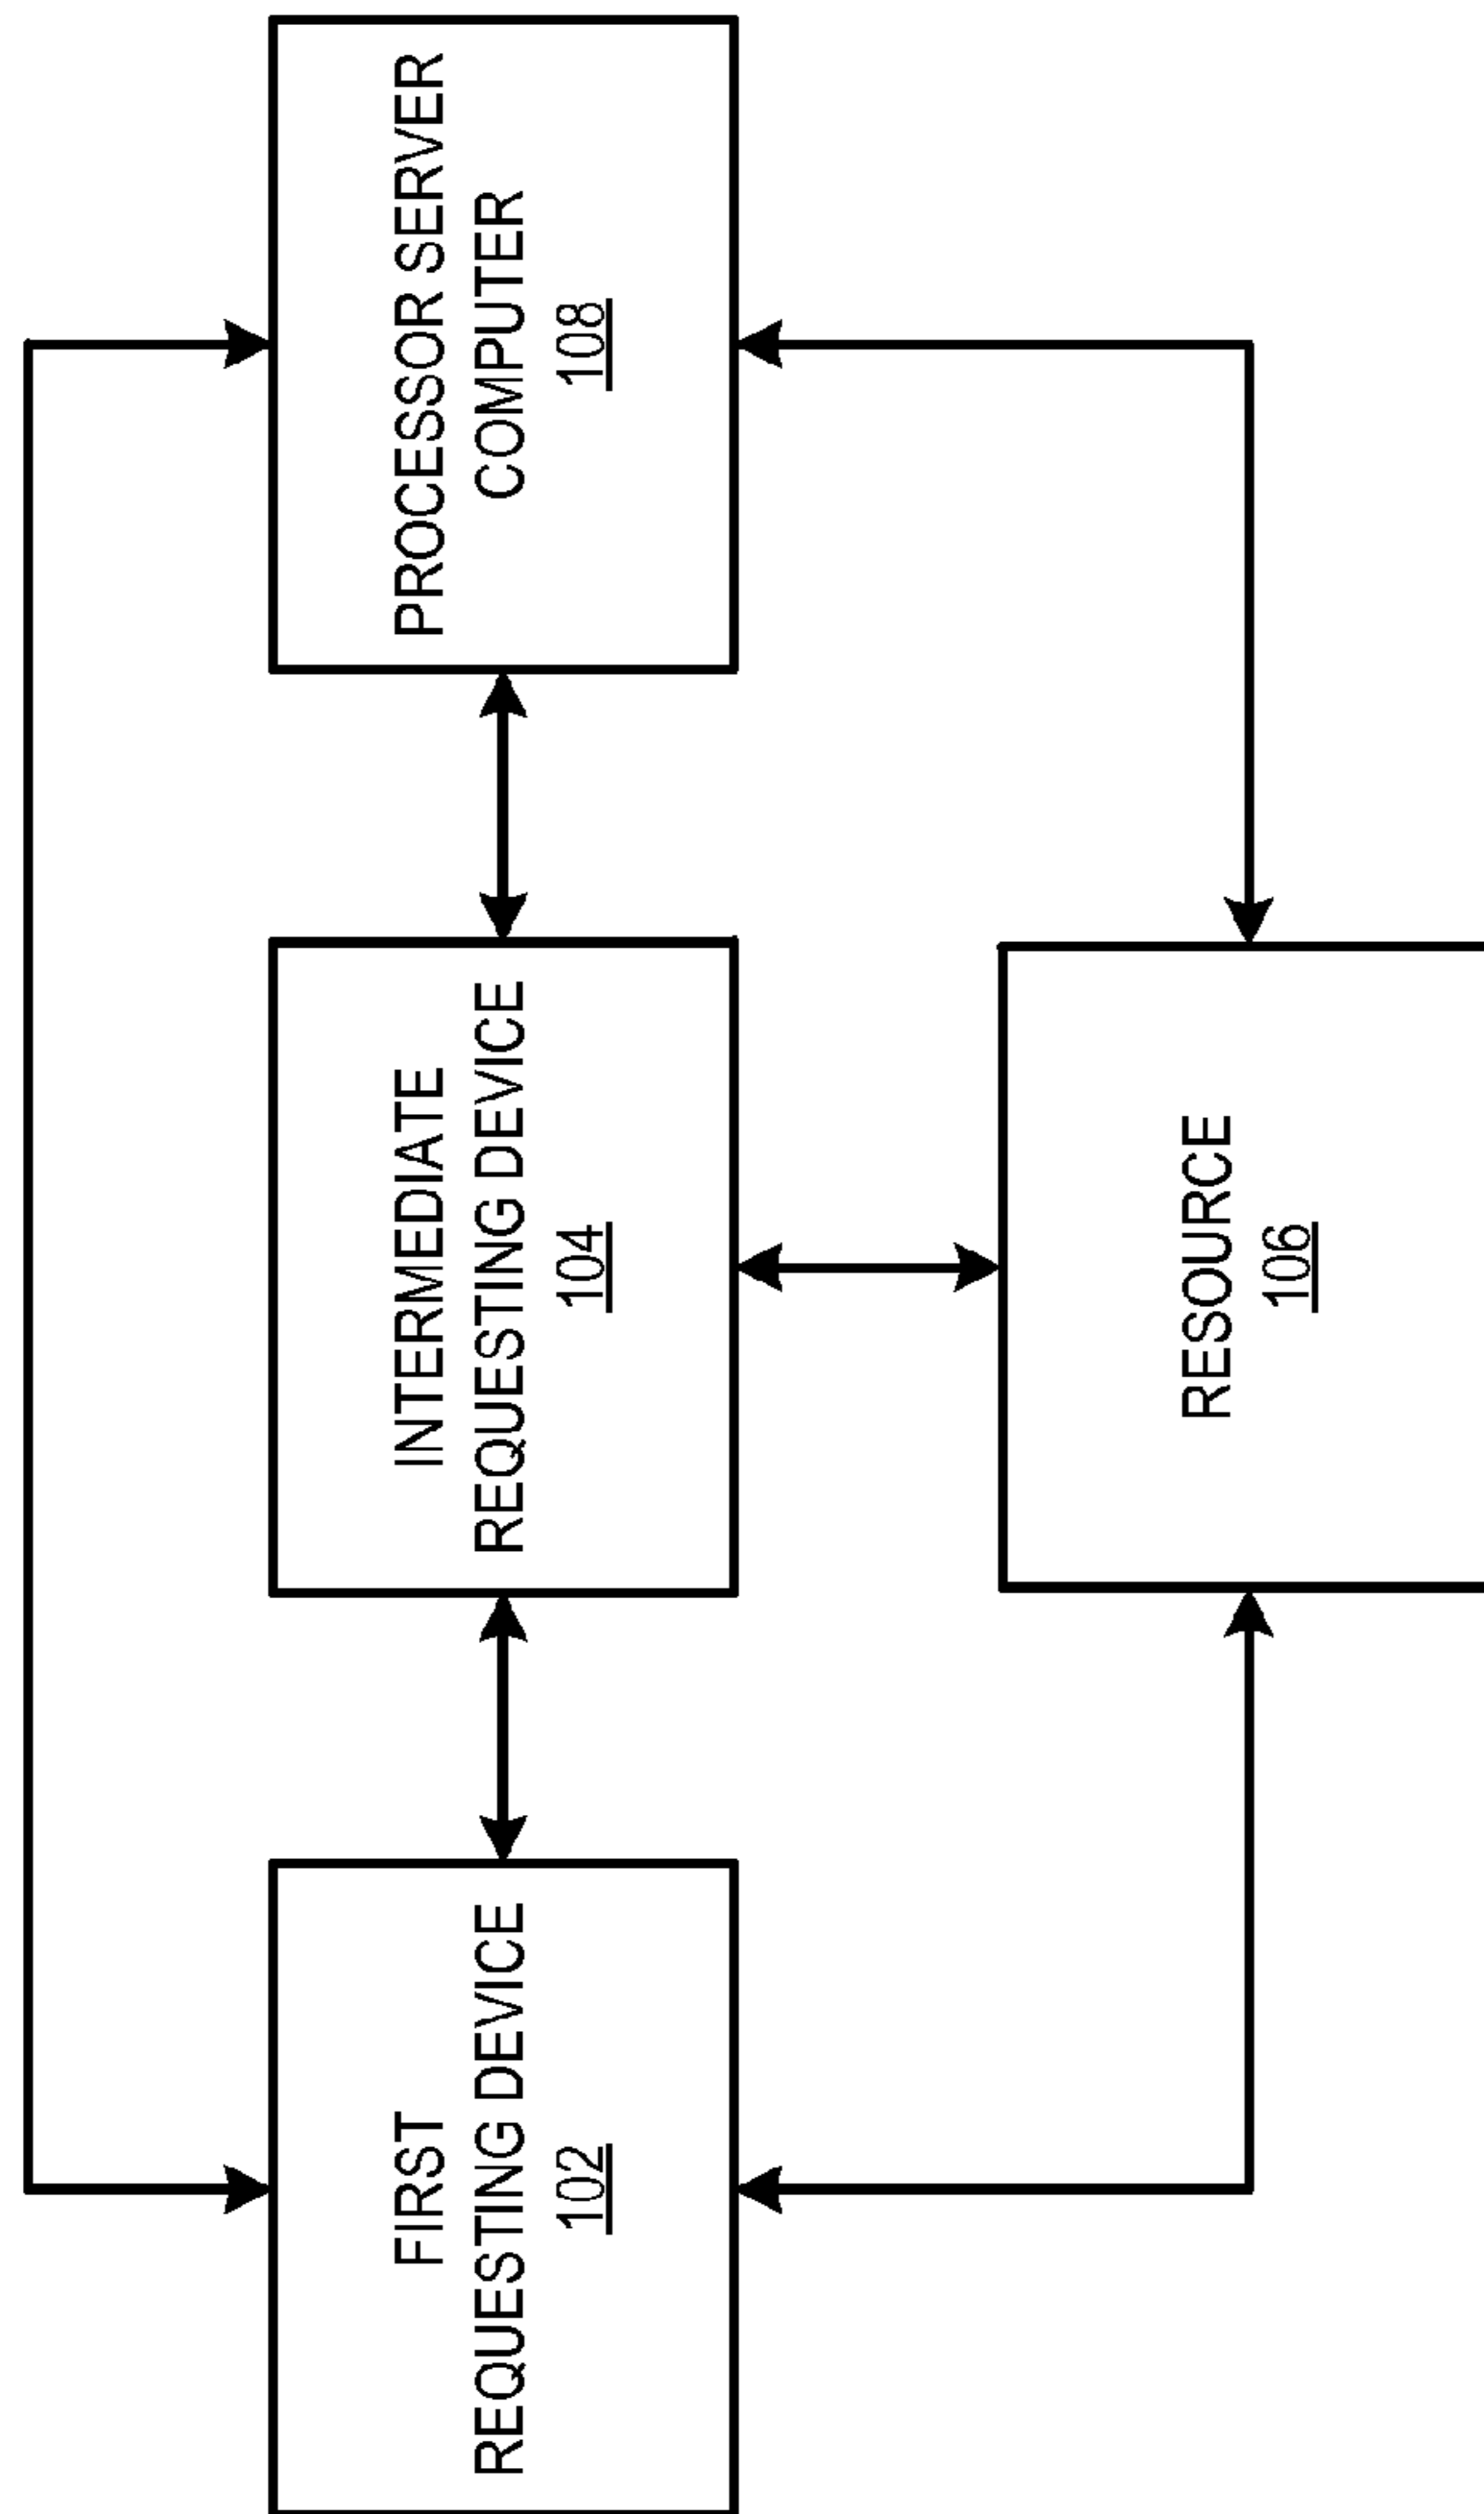 FIRST
REQUESTING DEVICE
102
INTERMEDIATE
REQUESTING DEVICE
104
PROCESSOR SERVER
COMPUTER
108
RESOURCE
106